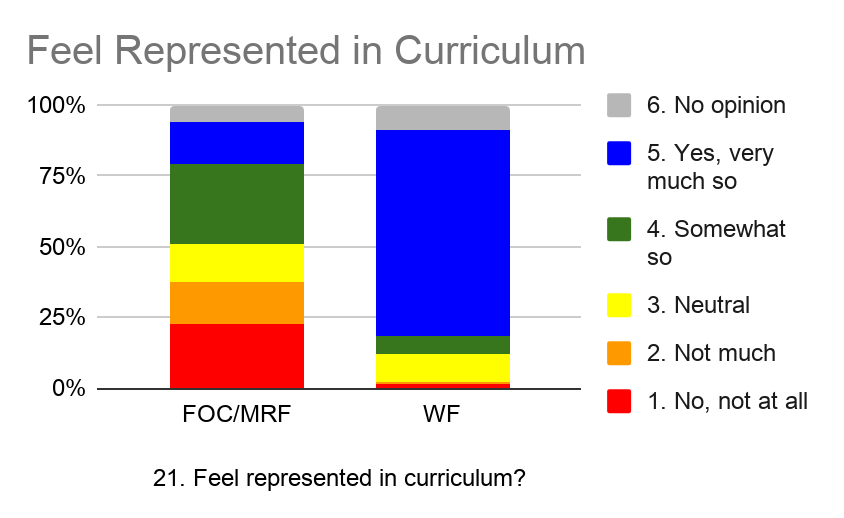 Feel Represented in Curriculum
100%
75%
50%
25%
0%
FOC/MRF
WF
21. Feel represented in curriculum?
6. No opinion
5. Yes, very
much so
4. Somewhat
so
3. Neutral
2. Not much
1. No, not at all